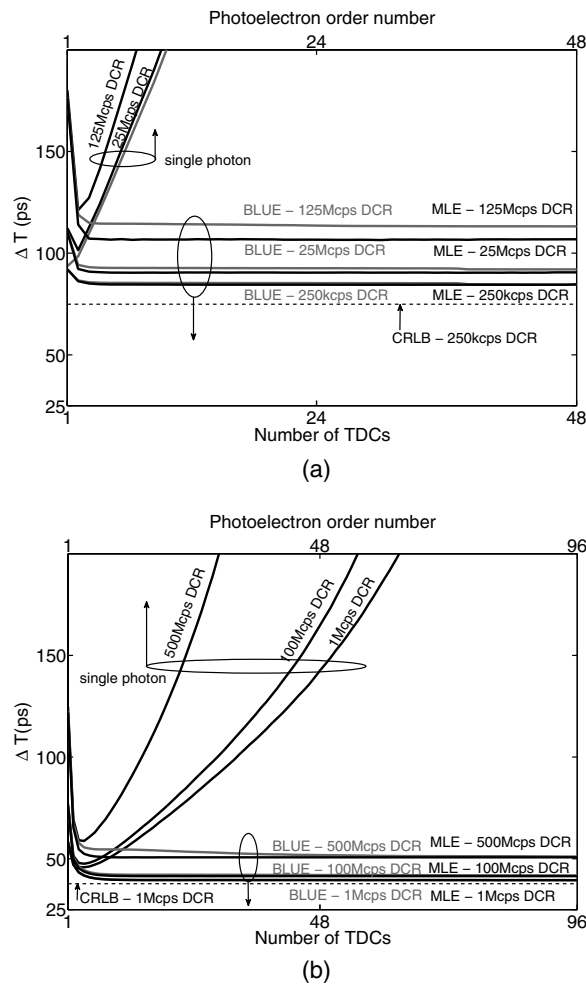 Photoelectron order number
1 24 48
125Mcps DCR
25Mcps DCR
single photon
150
100
50
25
Δ T (ps)
BLUE – 125Mcps DCR
MLE – 125Mcps DCR
BLUE – 25Mcps DCR
MLE – 25Mcps DCR
BLUE – 250kcps DCR
MLE – 250kcps DCR
CRLB – 250kcps DCR
1 24 48
Number of TDCs
(a)
Photoelectron order number
1 48 96
500Mcps DCR
100Mcps DCR
1Mcps DCR
single photon
150
100
50
25
Δ T(ps)
BLUE – 500Mcps DCR
MLE – 500Mcps DCR
BLUE – 100Mcps DCR
MLE – 100Mcps DCR
CRLB – 1Mcps DCR
BLUE – 1Mcps DCR
MLE – 1Mcps DCR
1 48 96
Number of TDCs
(b)